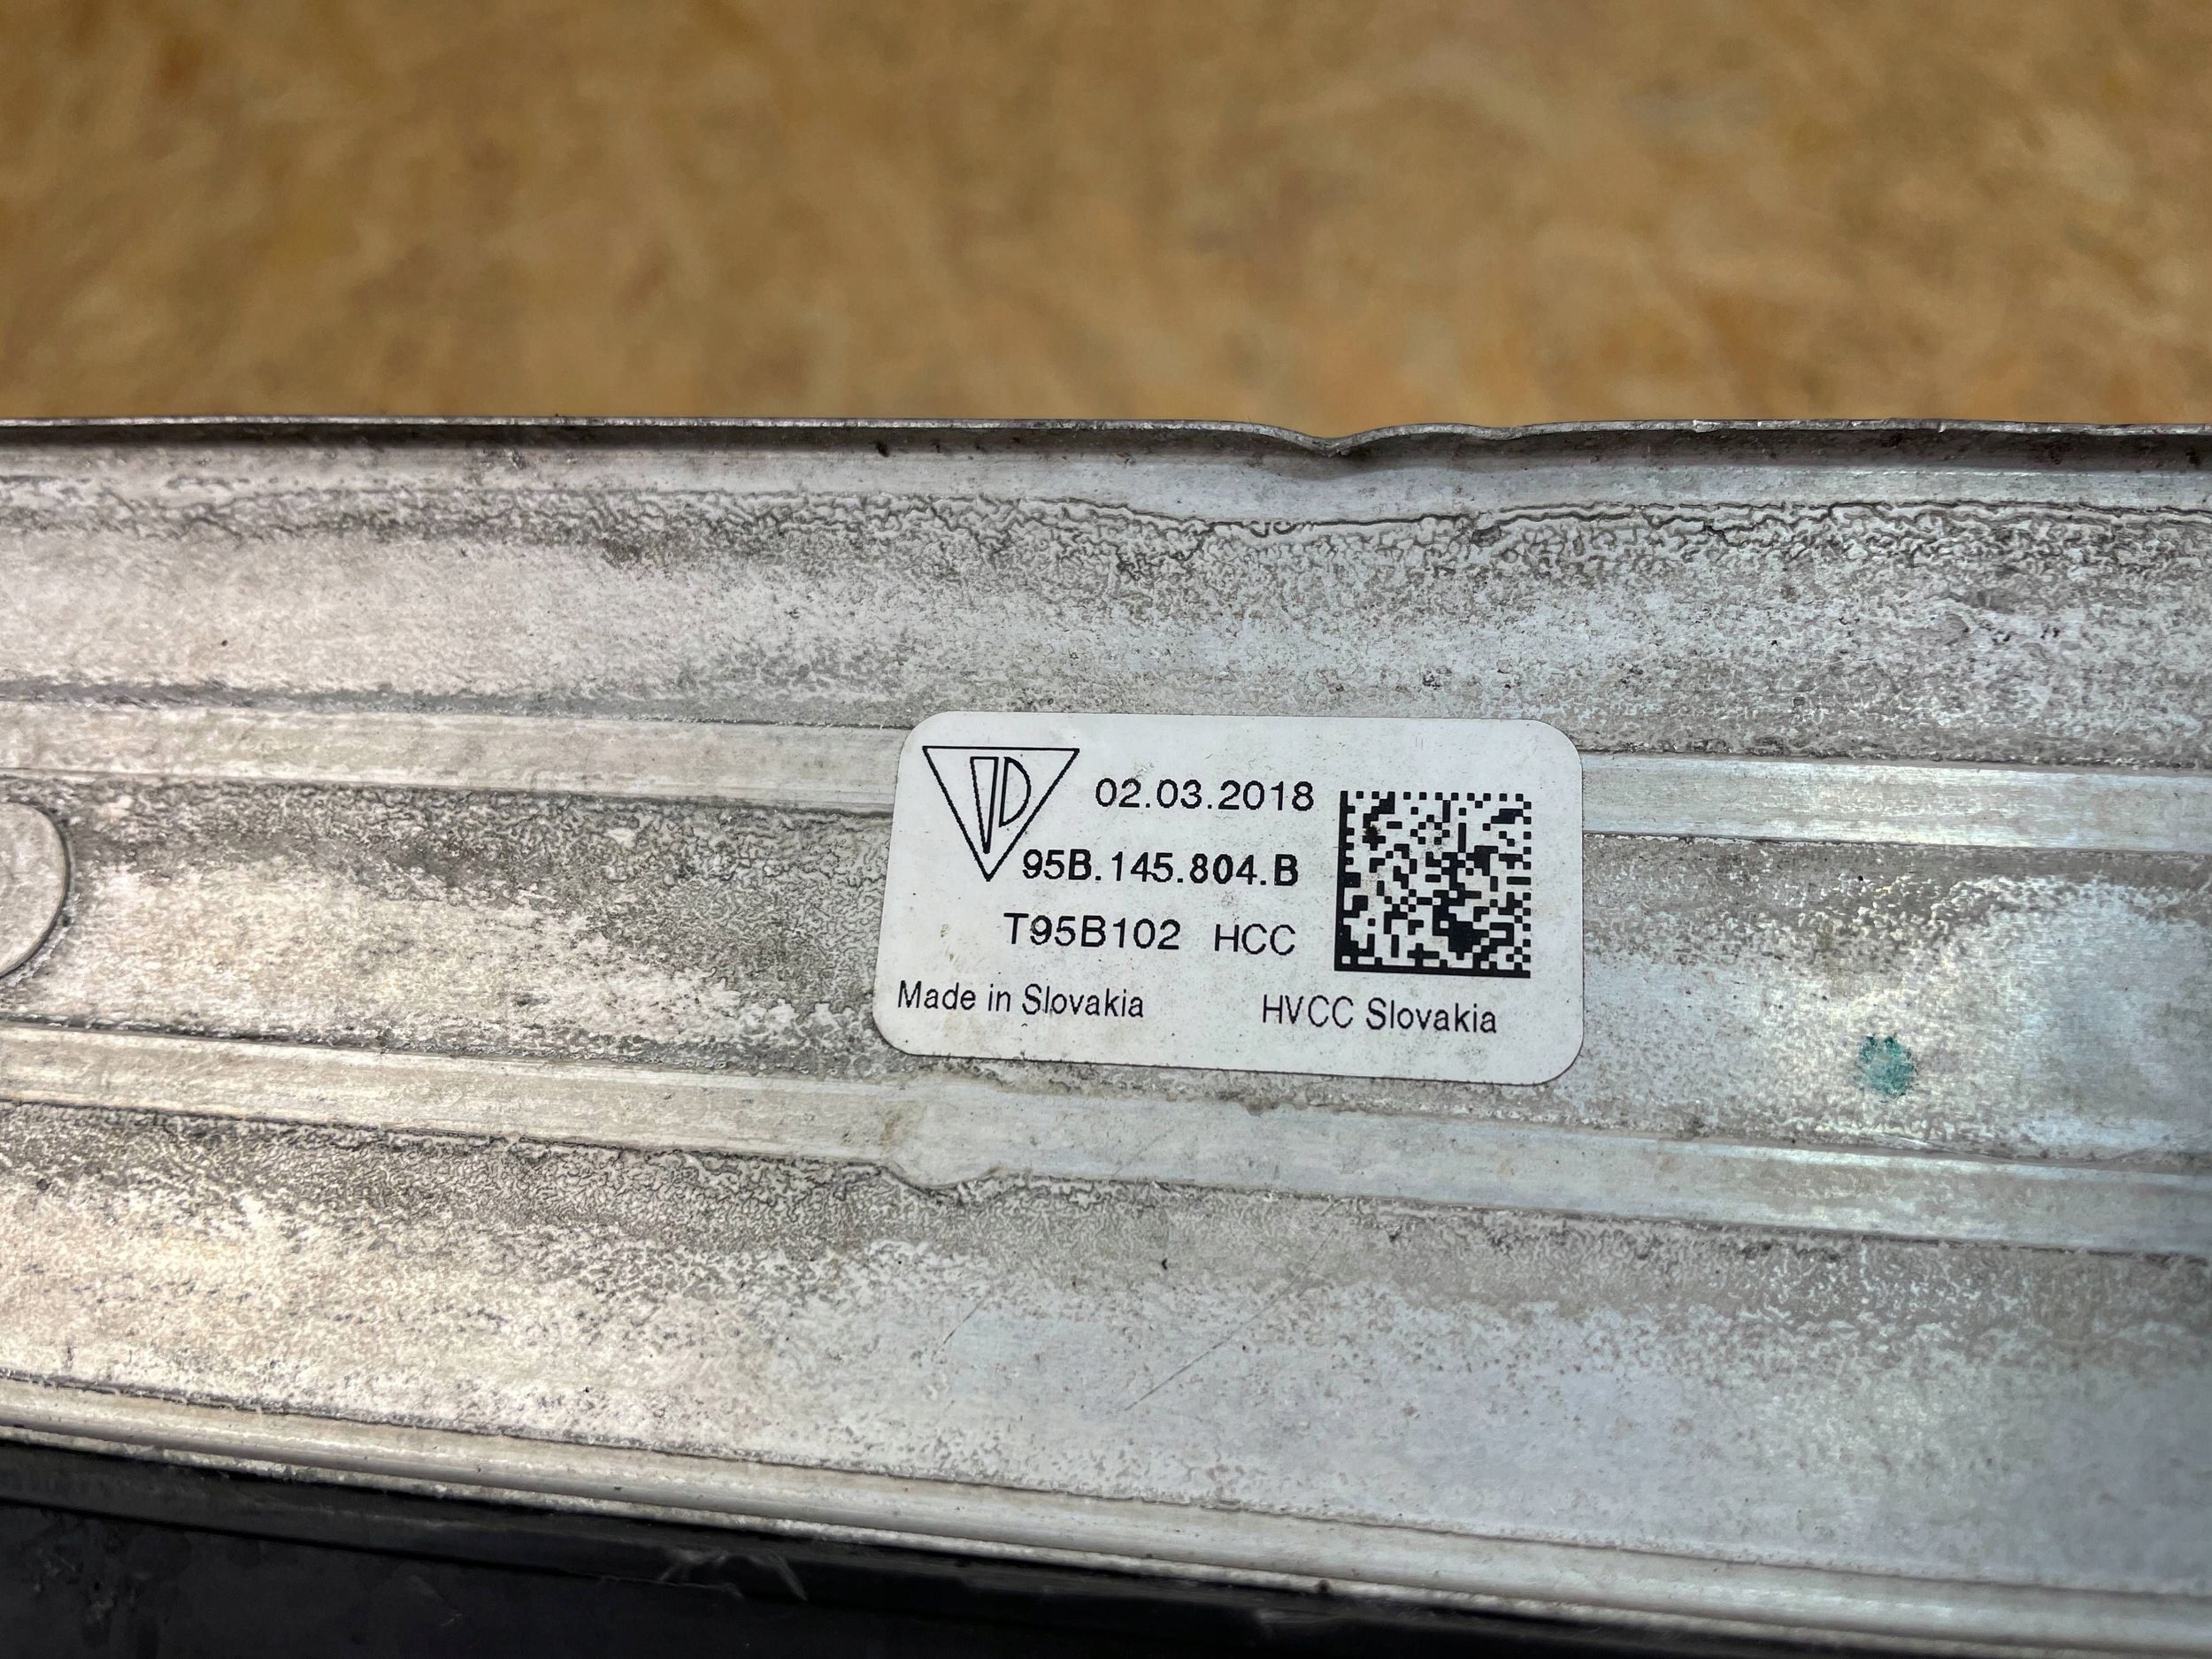 02.03.2018
95B.145.804.B
T95B102 HCC
Made in Slovakia HVCC Slovakia